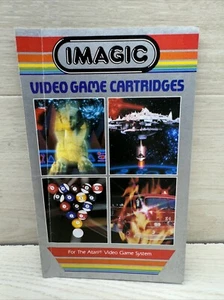 IMAGIC
VIDEO GAME CARTRIDGES
For The Atari® Video Game System